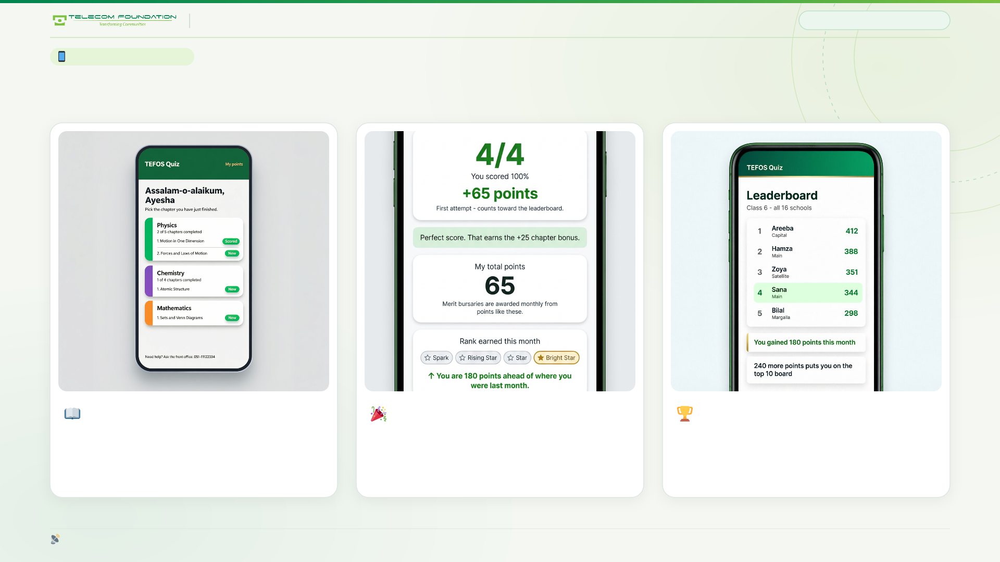 TELECOM FOUNDATION
Transforming Communities
TEFOS Quiz
My points
Assalam-o-alaikum,
Ayesha
Pick the chapter you have just finished.
Physics
2 of 5 chapters completed
1. Motion in One Dimension
Scored
2. Forces and Laws of Motion
New
Chemistry
1 of 4 chapters completed
1. Atomic Structure
New
Mathematics
1. Sets and Venn Diagrams
New
Need help? Ask the front office: 051-11122334
4/4
You scored 100%
+65 points
First attempt - counts toward the leaderboard.
Perfect score. That earns the +25 chapter bonus.
My total points
65
Merit bursaries are awarded monthly from
points like these.
Rank earned this month
Spark
Rising Star
Star
Bright Star
↑ You are 180 points ahead of where you
were last month.
TEFOS Quiz
Leaderboard
Class 6 - all 16 schools
1 Areeba 412
Capital
2 Hamza 388
Main
3 Zoya 351
Satellite
4 Sana 344
Main
5 Bilal 298
Margalla
You gained 180 points this month
240 more points puts you on the
top 10 board